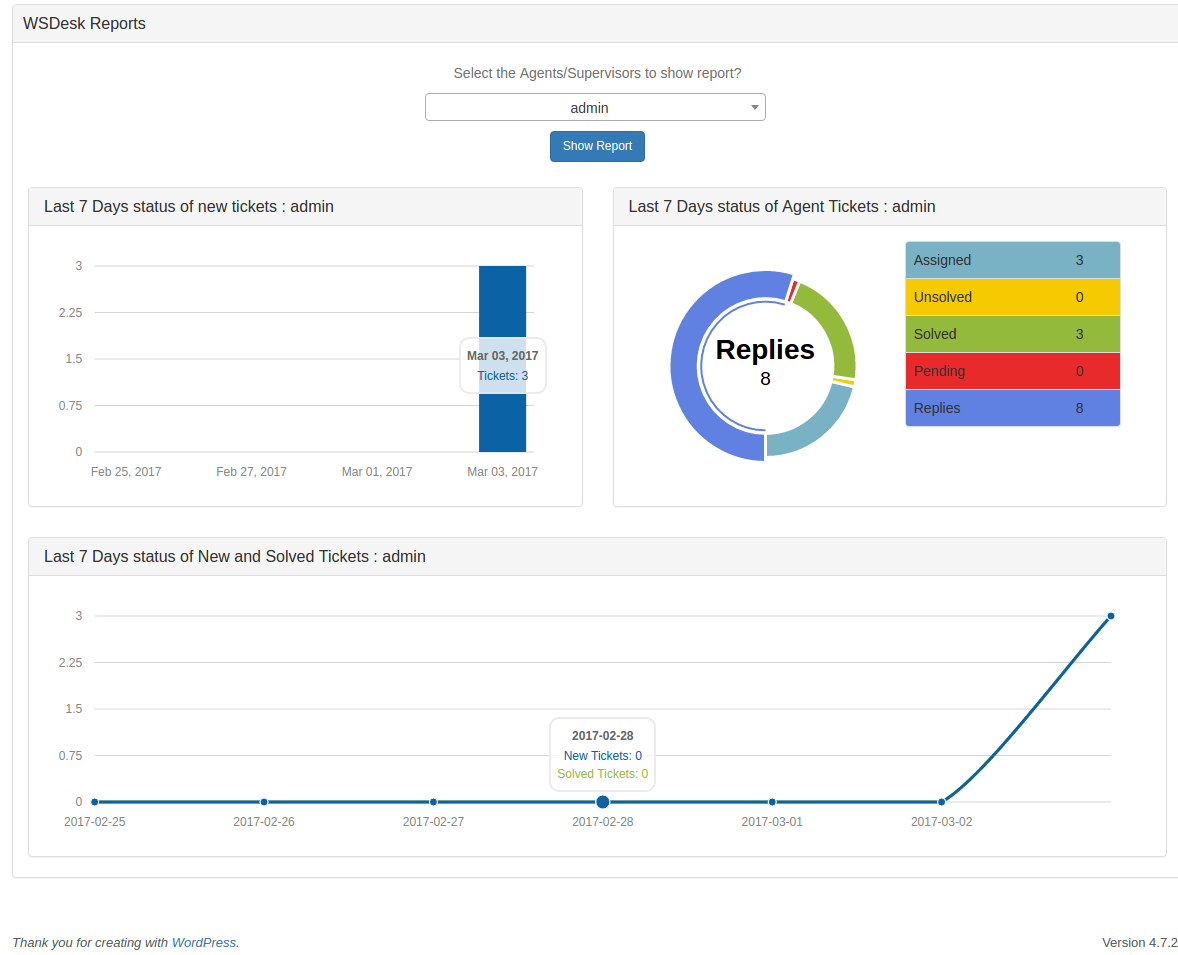 WSDesk Reports
Select the Agents/Supervisors to show report?
admin
Show Report
Last 7 Days status of new tickets : admin
3
2.25
1.5
0.75
0
Mar 03, 2017
Tickets: 3
Feb 25, 2017 Feb 27, 2017 Mar 01, 2017 Mar 03, 2017
Last 7 Days status of Agent Tickets : admin
Replies
8
Assigned 3
Unsolved 0
Solved 3
Pending 0
Replies 8
Last 7 Days status of New and Solved Tickets : admin
3
2.25
1.5
0.75
0
2017-02-28
New Tickets: 0
Solved Tickets: 0
2017-02-25 2017-02-26 2017-02-27 2017-02-28 2017-03-01 2017-03-02
Thank you for creating with WordPress. Version 4.7.2